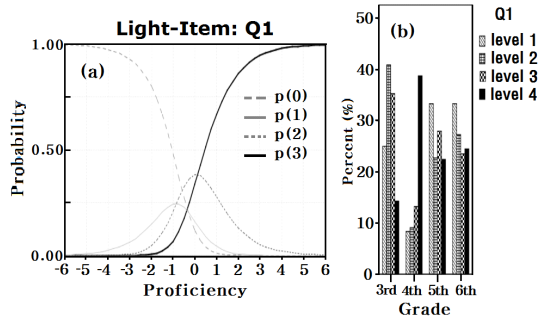 Light-Item: Q1
Probability
1.00
0.50
0.00
(a)
p(0)
p(1)
p(2)
p(3)
-6 -5 -4 -3 -2 -1 0 1 2 3 4 5 6
Proficiency
(b)
Q1
level 1
level 2
level 3
level 4
Percent (%)
50
40
30
20
10
0
3rd 4th 5th 6th
Grade